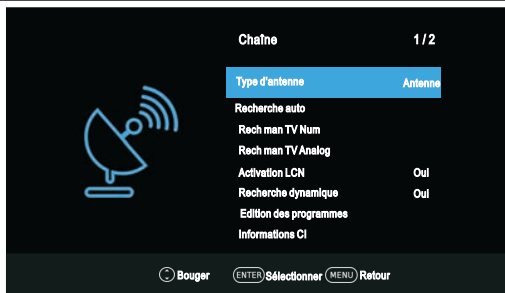 Chaîne 1 / 2
Type d'antenne Antenne
Recherche auto
Rech man TV Num
Rech man TV Analog
Activation LCN Oui
Recherche dynamique Oui
Edition des programmes
Informations CI
Bouger ENTER Sélectionner MENU Retour